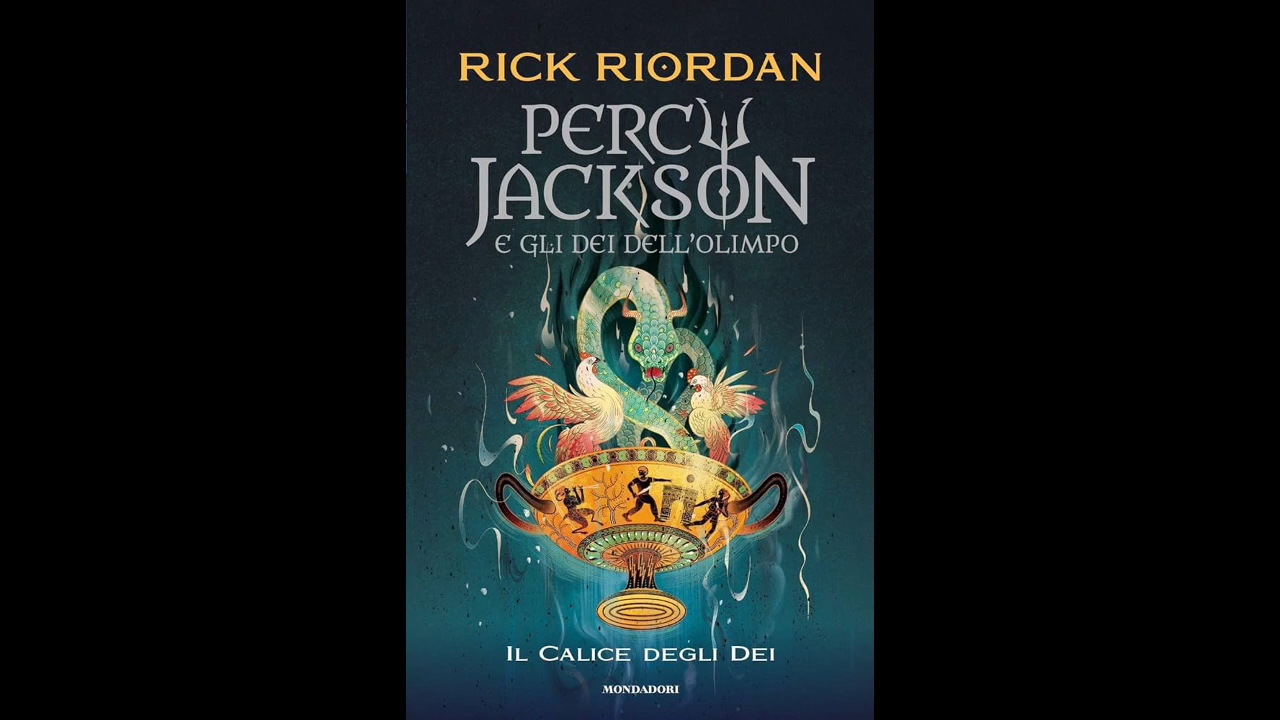 RICK RIORDAN
PERCY
JACKSON
E GLI DEI DELL'OLIMPO
IL CALICE DEGLI DEI
MONDADORI